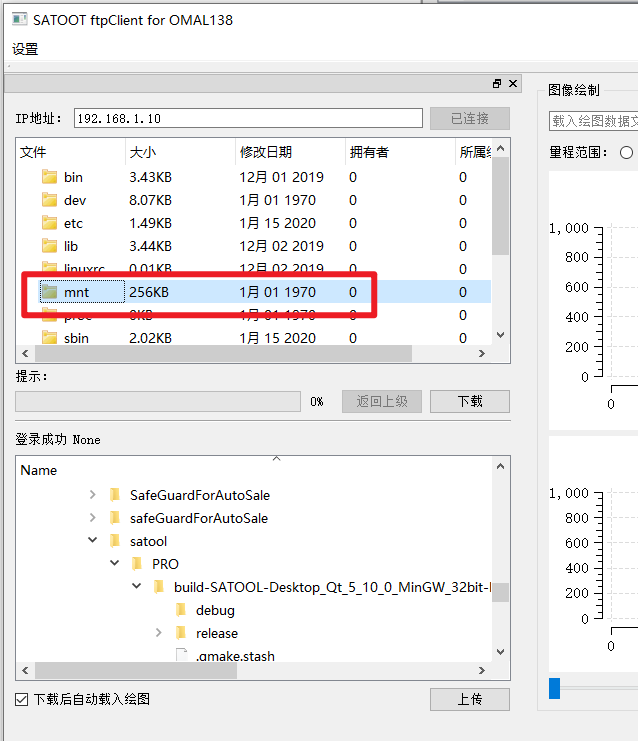 SATOOT ftpClient for OMAL138
设置
IP地址： 192.168.1.10 已连接
文件 大小 修改日期 拥有者 所属
bin 3.43KB 12月 01 2019 0 0
dev 8.07KB 1月 01 1970 0 0
etc 1.49KB 1月 15 2020 0 0
lib 3.44KB 12月 02 2019 0 0
linuxrc 0.01KB 12月 02 2019 0 0
mnt 256KB 1月 01 1970 0 0
proc 0KB 1月 01 1970 0 0
sbin 2.02KB 1月 15 2020 0 0
提示：
0% 返回上级 下载
登录成功 None
Name
SafeGuardForAutoSale
safeGuardForAutoSale
satool
PRO
build-SATOOL-Desktop_Qt_5_10_0_MinGW_32bit-
debug
release
.qmake.stash
下载后自动载入绘图 上传
图像绘制
载入绘图数据文
量程范围：
1,000
800
600
400
200
0
0
1,000
800
600
400
200
0
0